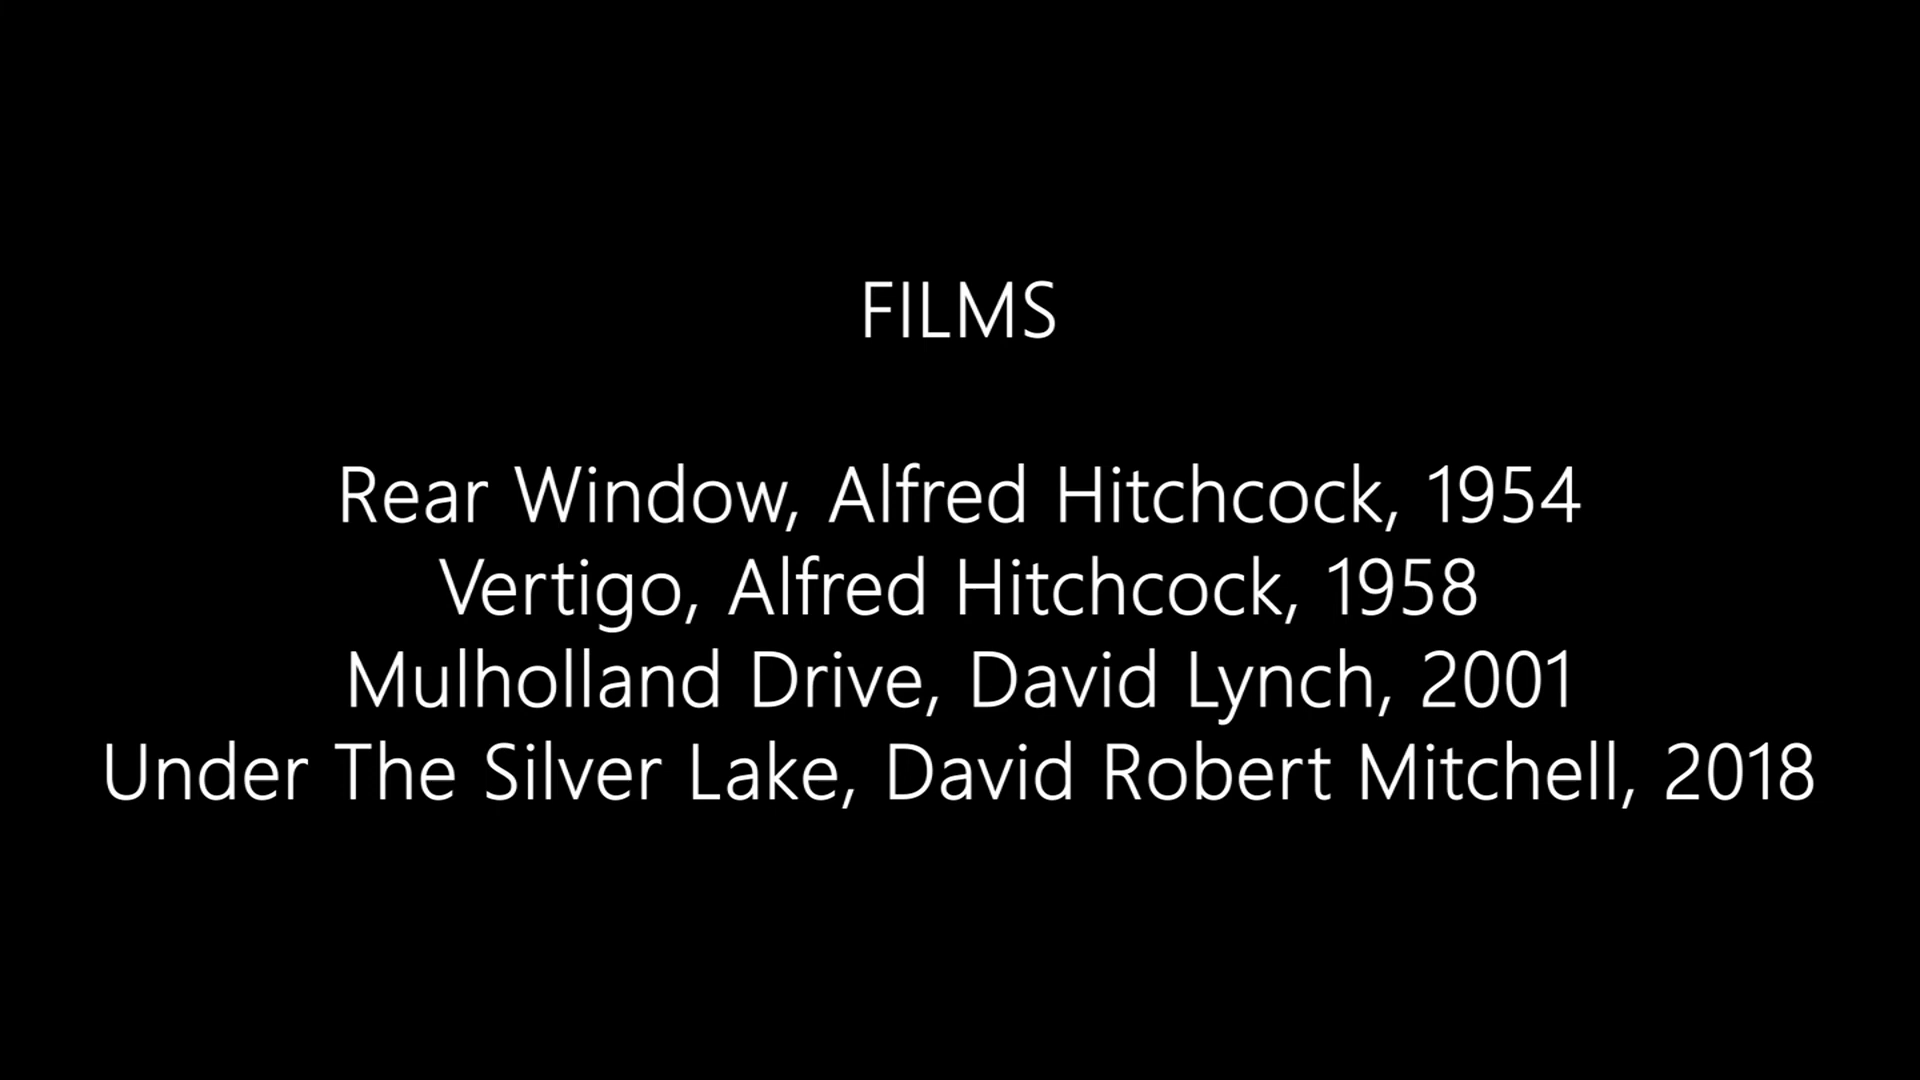 FILMS
Rear Window, Alfred Hitchcock, 1954
Vertigo, Alfred Hitchcock, 1958
Mulholland Drive, David Lynch, 2001
Under The Silver Lake, David Robert Mitchell, 2018